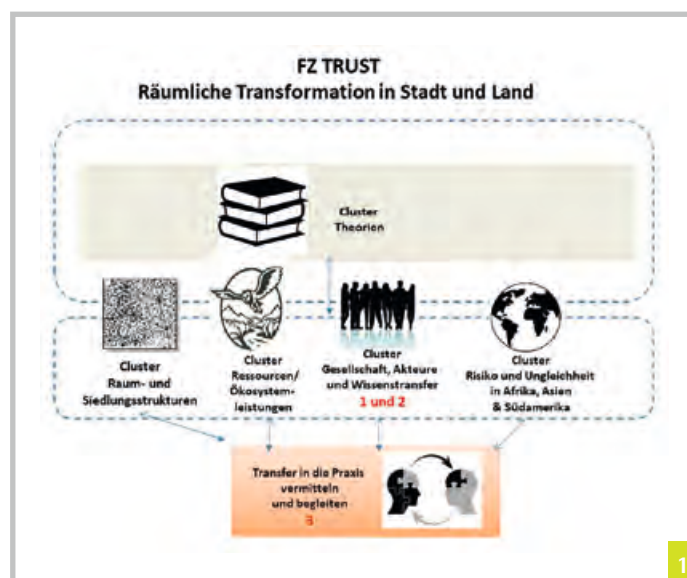 FZ TRUST
Räumliche Transformation in Stadt und Land
Cluster
Theorien
Cluster
Raum- und
Siedlungsstrukturen
Cluster
Ressourcen/
Ökosystem-
leistungen
Cluster
Gesellschaft, Akteure
und Wissenstransfer
1 und 2
Cluster
Risiko und Ungleichheit
in Afrika, Asien
& Südamerika
Transfer in die Praxis
vermitteln
und begleiten
3
1